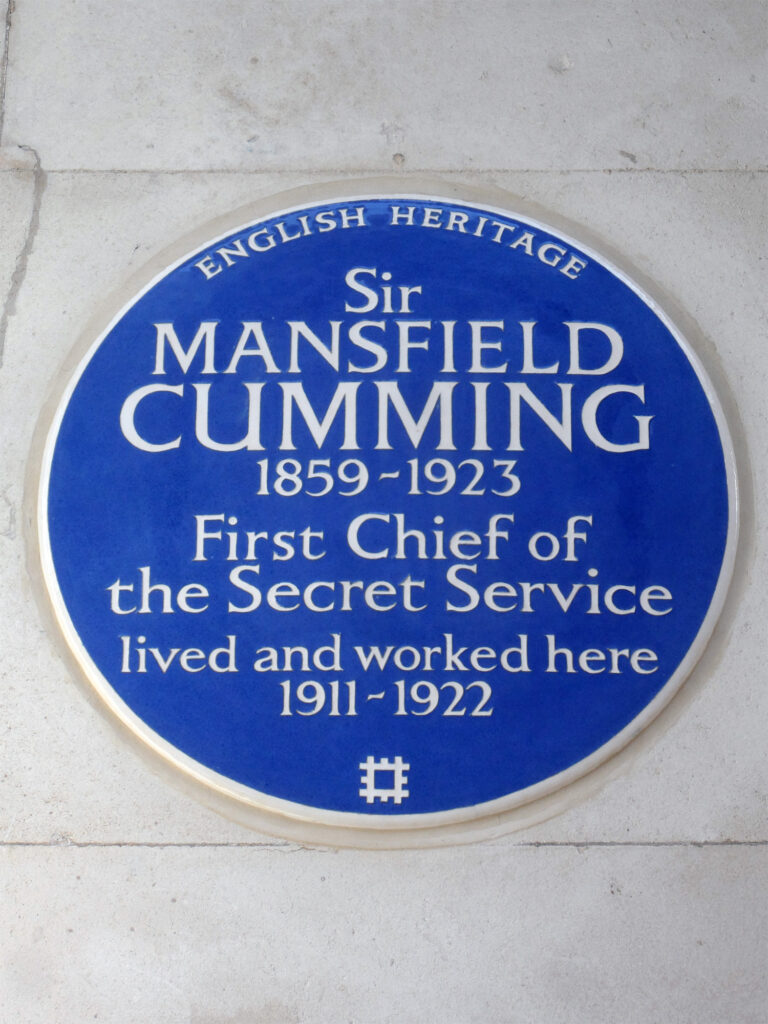 ENGLISH HERITAGE
Sir
MANSFIELD
CUMMING
1859-1923
First Chief of
the Secret Service
lived and worked here
1911-1922